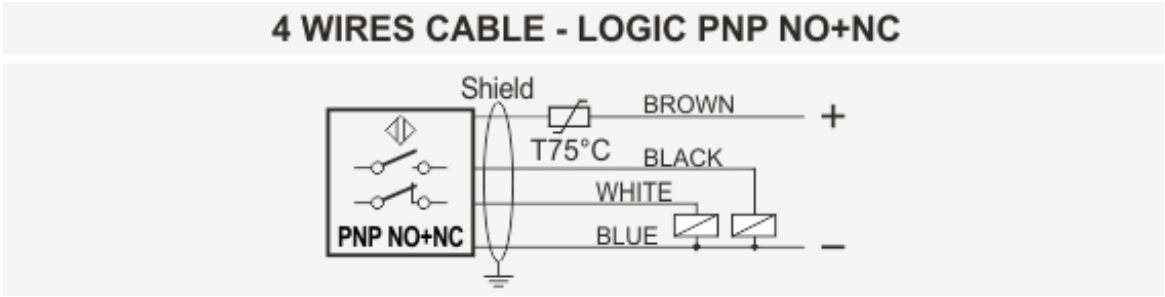 4 WIRES CABLE - LOGIC PNP NO+NC
Shield
BROWN
+
T75°C
BLACK
WHITE
PNP NO+NC
BLUE
−